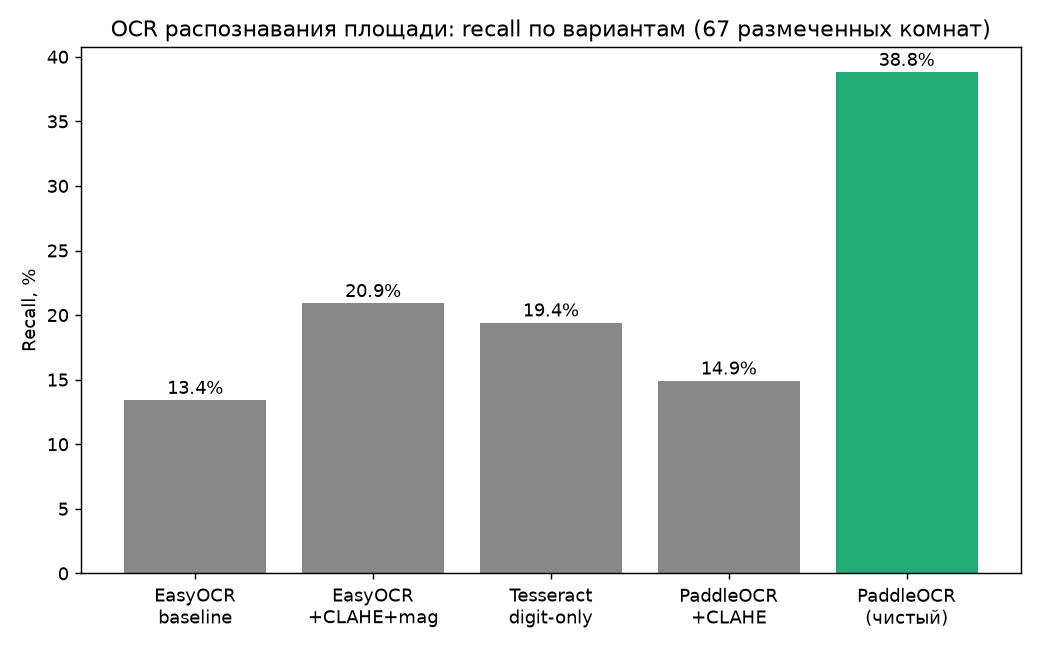 OCR распознавания площади: recall по вариантам (67 размеченных комнат)
Recall, %
40
35
30
25
20
15
10
5
0
13.4%
20.9%
19.4%
14.9%
38.8%
EasyOCR
baseline
EasyOCR
+CLAHE+mag
Tesseract
digit-only
PaddleOCR
+CLAHE
PaddleOCR
(чистый)